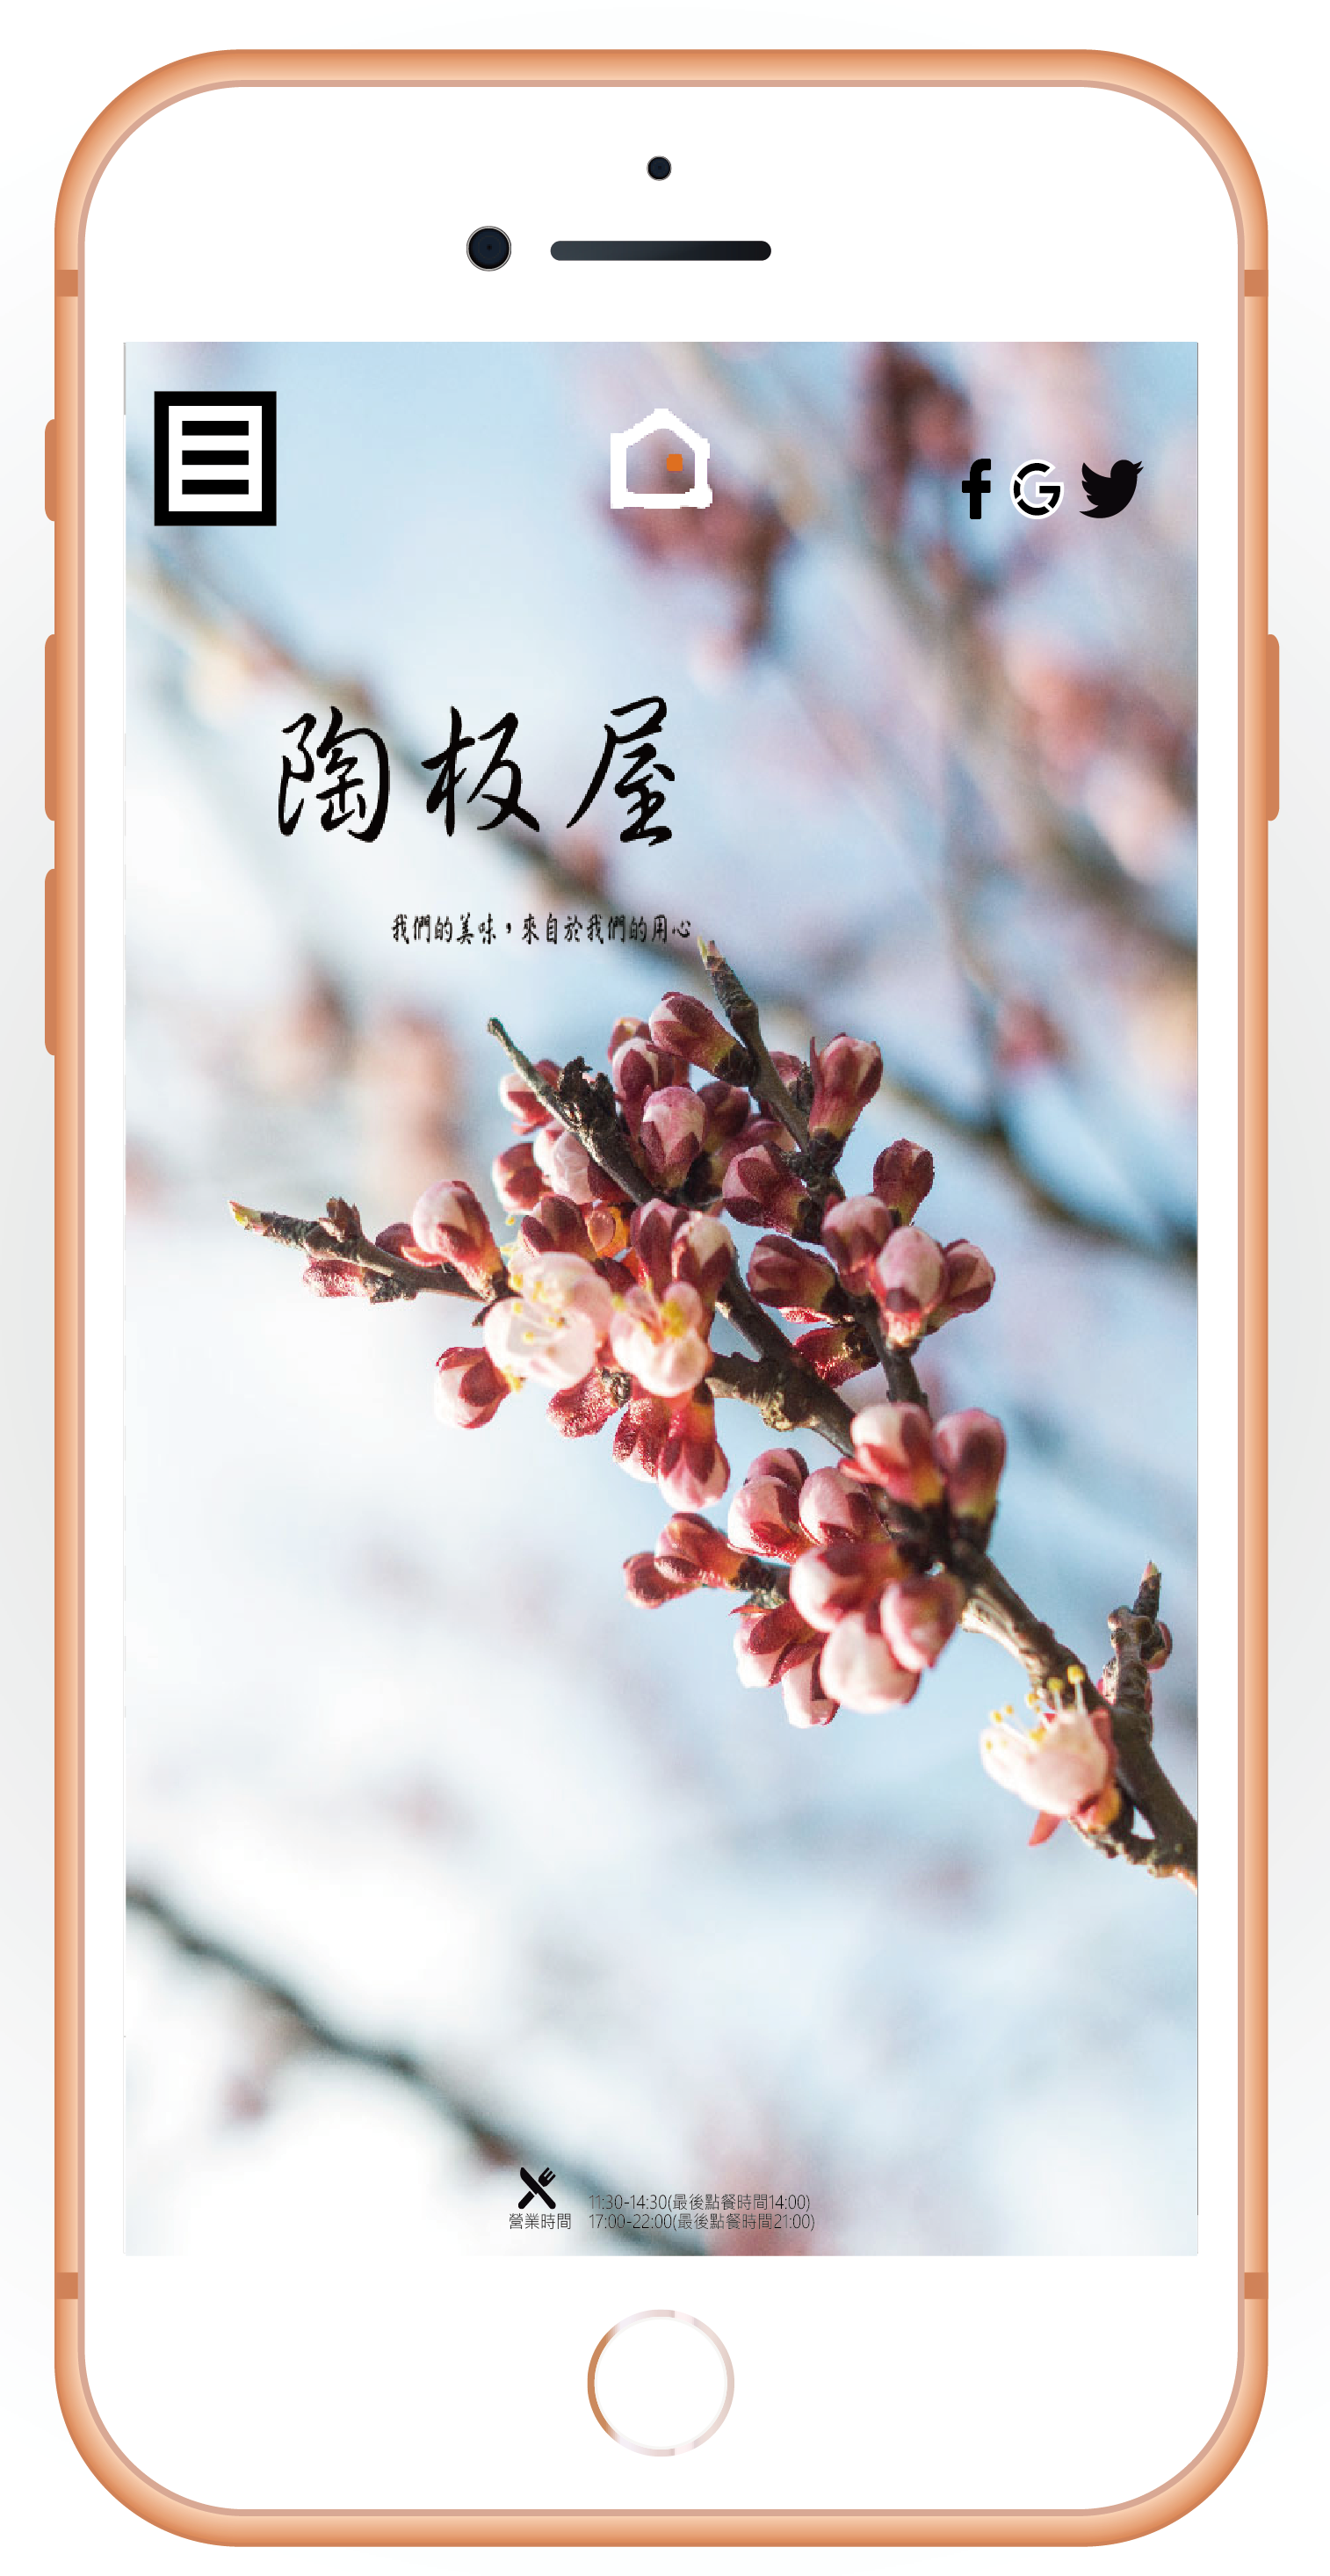 陶板屋
我們的美味,來自於我們的用心
營業時間
11:30-14:30(最後點餐時間14:00)
17:00-22:00(最後點餐時間21:00)